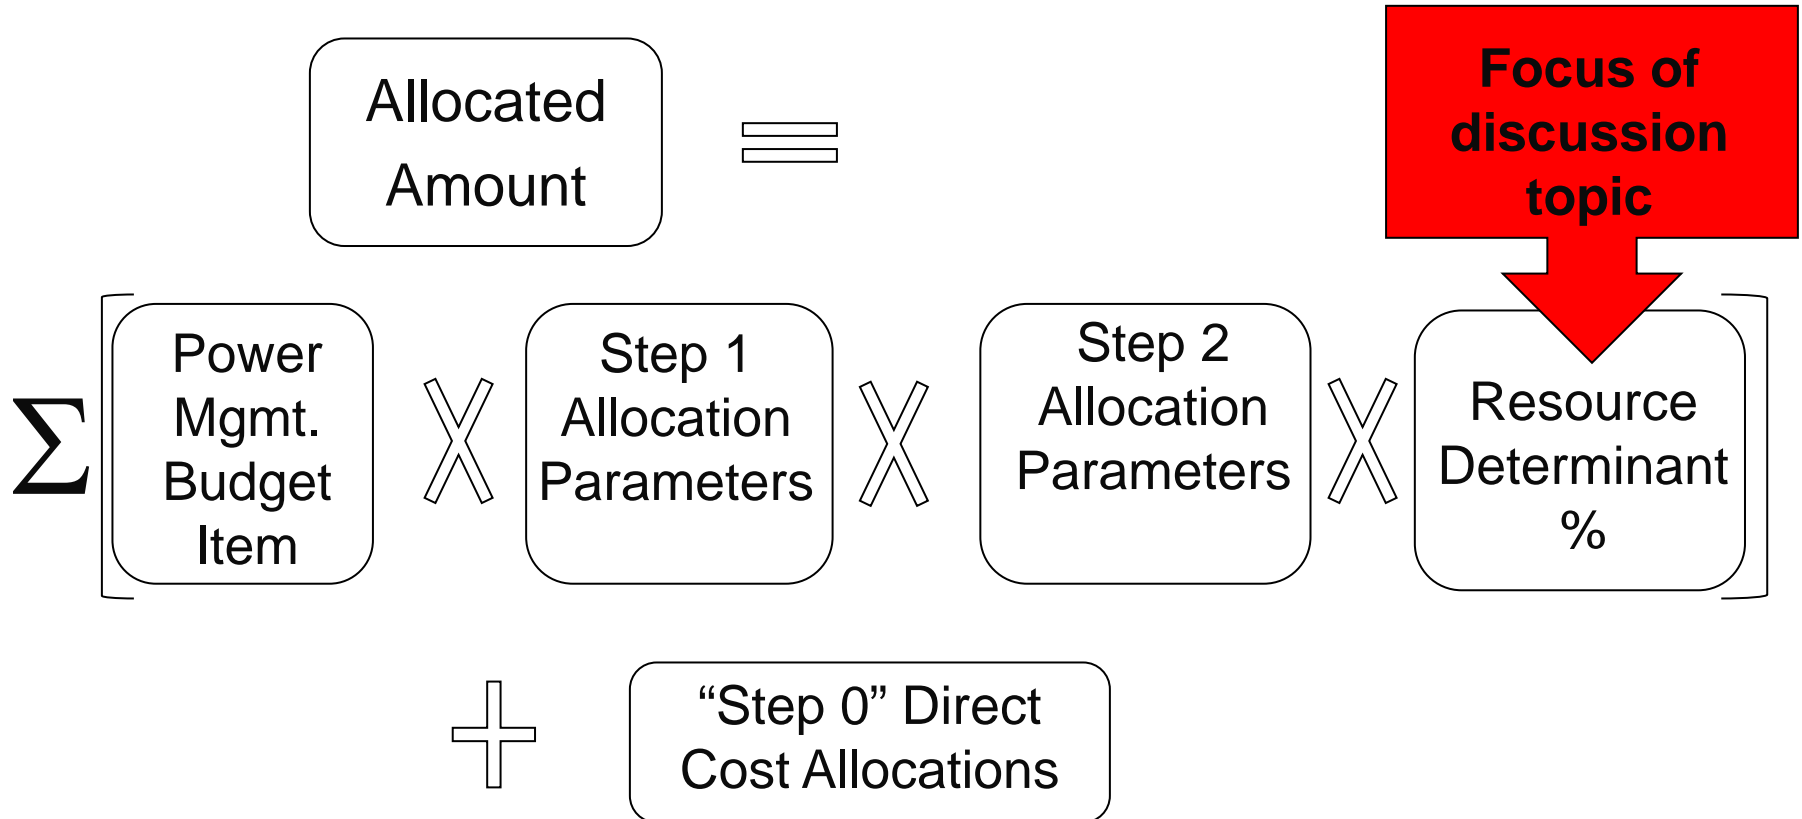 Allocated
Amount
=
Focus of
discussion
topic
∑
Power
Mgmt.
Budget
Item
X
Step 1
Allocation
Parameters
X
Step 2
Allocation
Parameters
X
Resource
Determinant
%
+
“Step 0” Direct
Cost Allocations